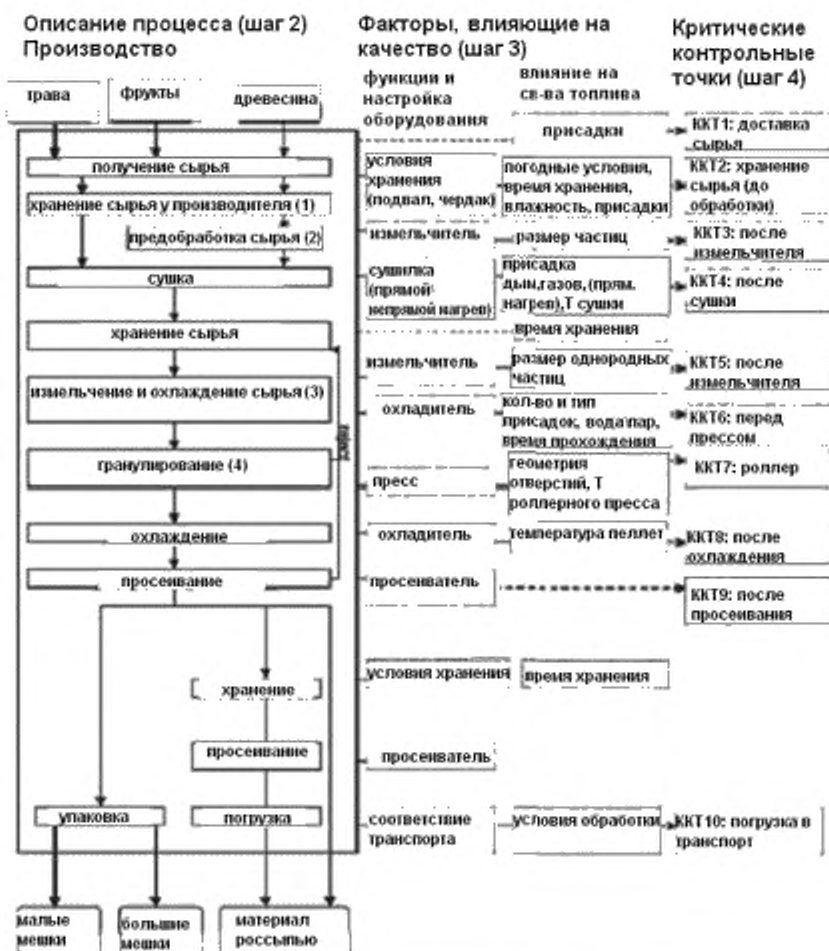 Описание процесса (шаг 2)
Производство
Факторы, влияющие на
качество (шаг 3)
Критические
контрольные
точки (шаг 4)
функции и
настройка
оборудования
влияние на
св-ва топлива
трава
фрукты
древесина
присадки
ККТ1: доставка
сырья
получение сырья
условия
хранения
(подвал, чердак)
погодные условия,
время хранения,
влажность, присадки
ККТ2: хранение
сырья (до
обработки)
хранение сырья у производителя (1)
предобработка сырья (2)
измельчитель
размер частиц
ККТ3: после
измельчителя
сушка
сушилка
(прямой
непрямой нагрев)
присадка
дым,газов,(прям.
нагрев),Т сушки
ККТ4: после
сушки
хранение сырья
время хранения
измельчитель
размер однородных
частиц
ККТ5: после
измельчителя
измельчение и охлаждение сырья (3)
охладитель
кол-во и тип
присадок, вода/пар,
время прохождения
ККТ6: перед
прессом
гранулирование (4)
пресс
геометрия
отверстий, Т
роллерного пресса
ККТ7: роллер
охлаждение
охладитель
температура пеллет
ККТ8: после
охлаждения
просеивание
просеиватель
ККТ9: после
просеивания
хранение
условия хранения
время хранения
просеивание
просеиватель
упаковка
погрузка
соответствие
транспорта
условия обработки
ККТ10: погрузка в
транспорт
малые
мешки
большие
мешки
материал
россыпью